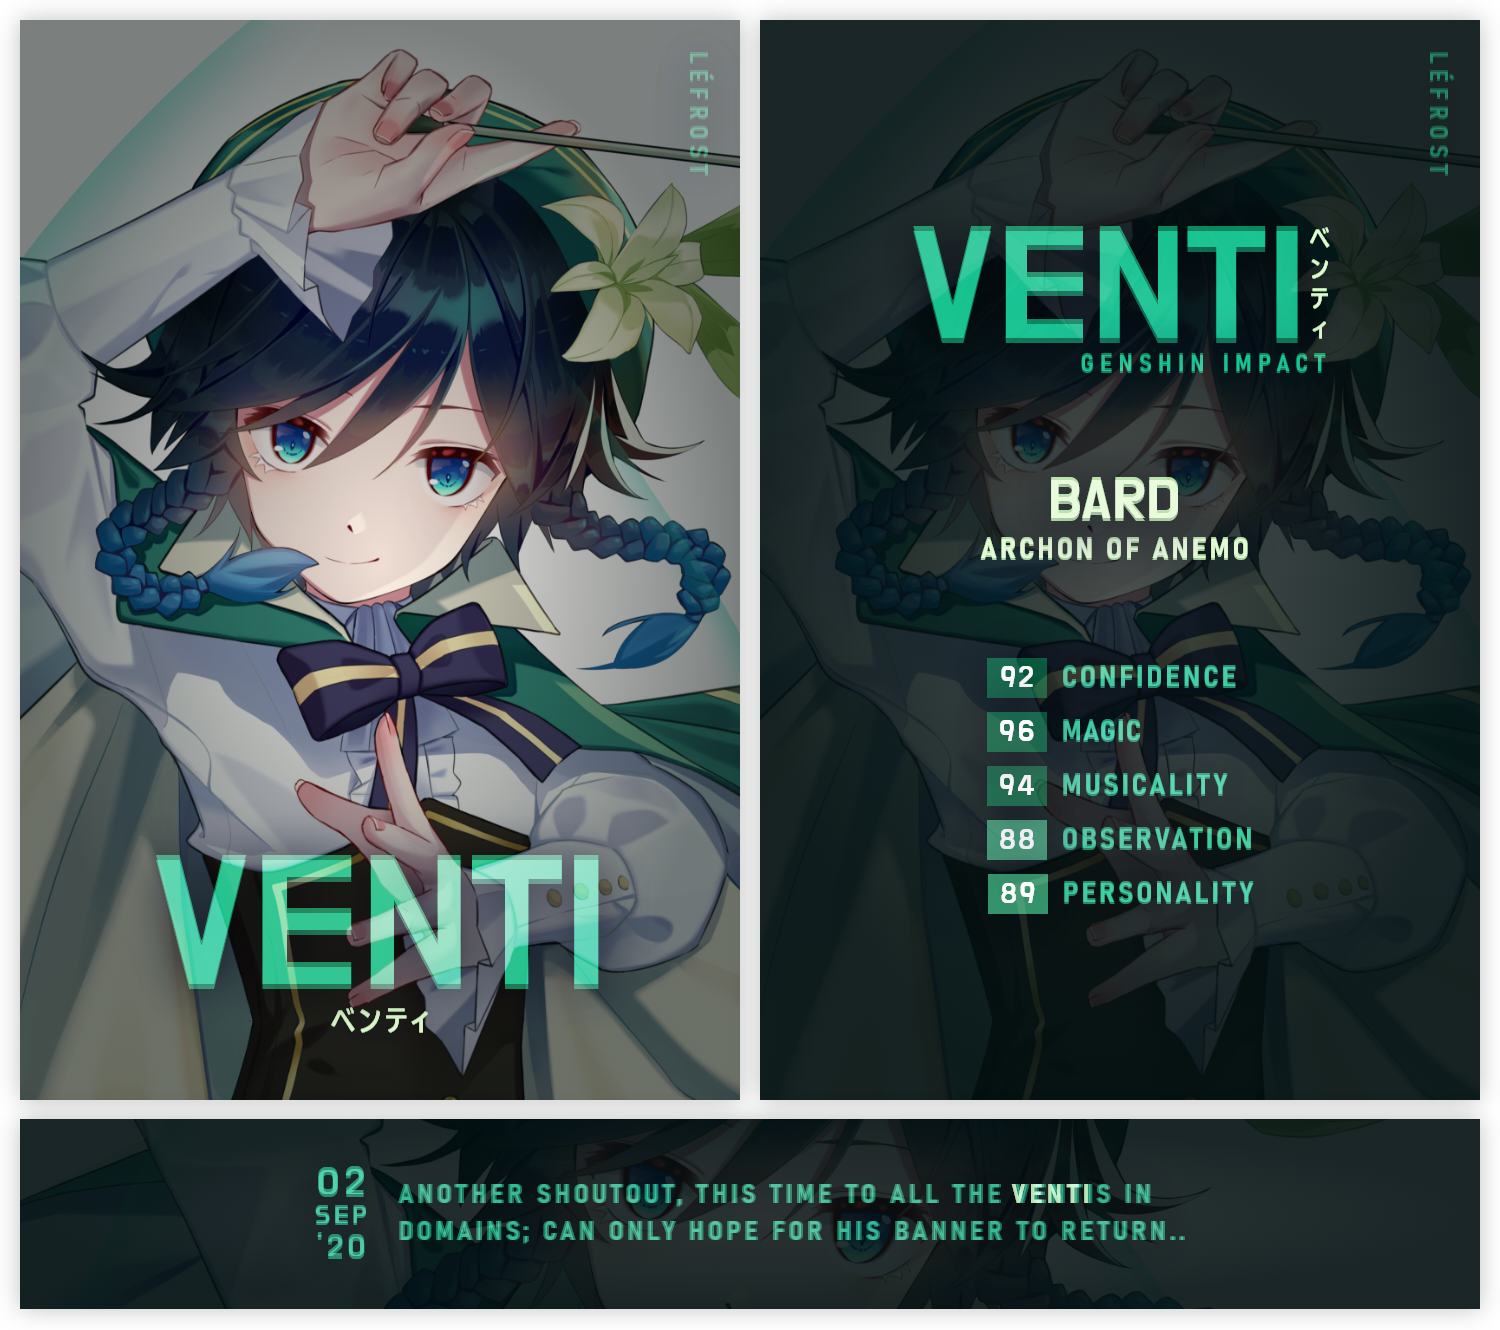 LÉFROST
VENTI
ベンティ
LÉFROST
VENTI
ベンティ
GENSHIN IMPACT
BARD
ARCHON OF ANEMO
92 CONFIDENCE
96 MAGIC
94 MUSICALITY
88 OBSERVATION
89 PERSONALITY
02
SEP
'20
ANOTHER SHOUTOUT, THIS TIME TO ALL THE VENTIS IN
DOMAINS; CAN ONLY HOPE FOR HIS BANNER TO RETURN..